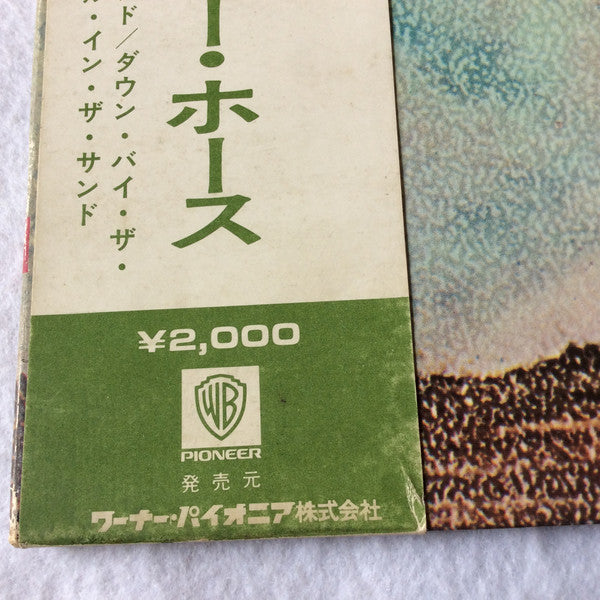 ー・ホース
ド/ダウン・バイ・ザ・
ル・イン・ザ・サンド
¥2,000
WB
PIONEER
発売元
ワーナー・パイオニア株式会社